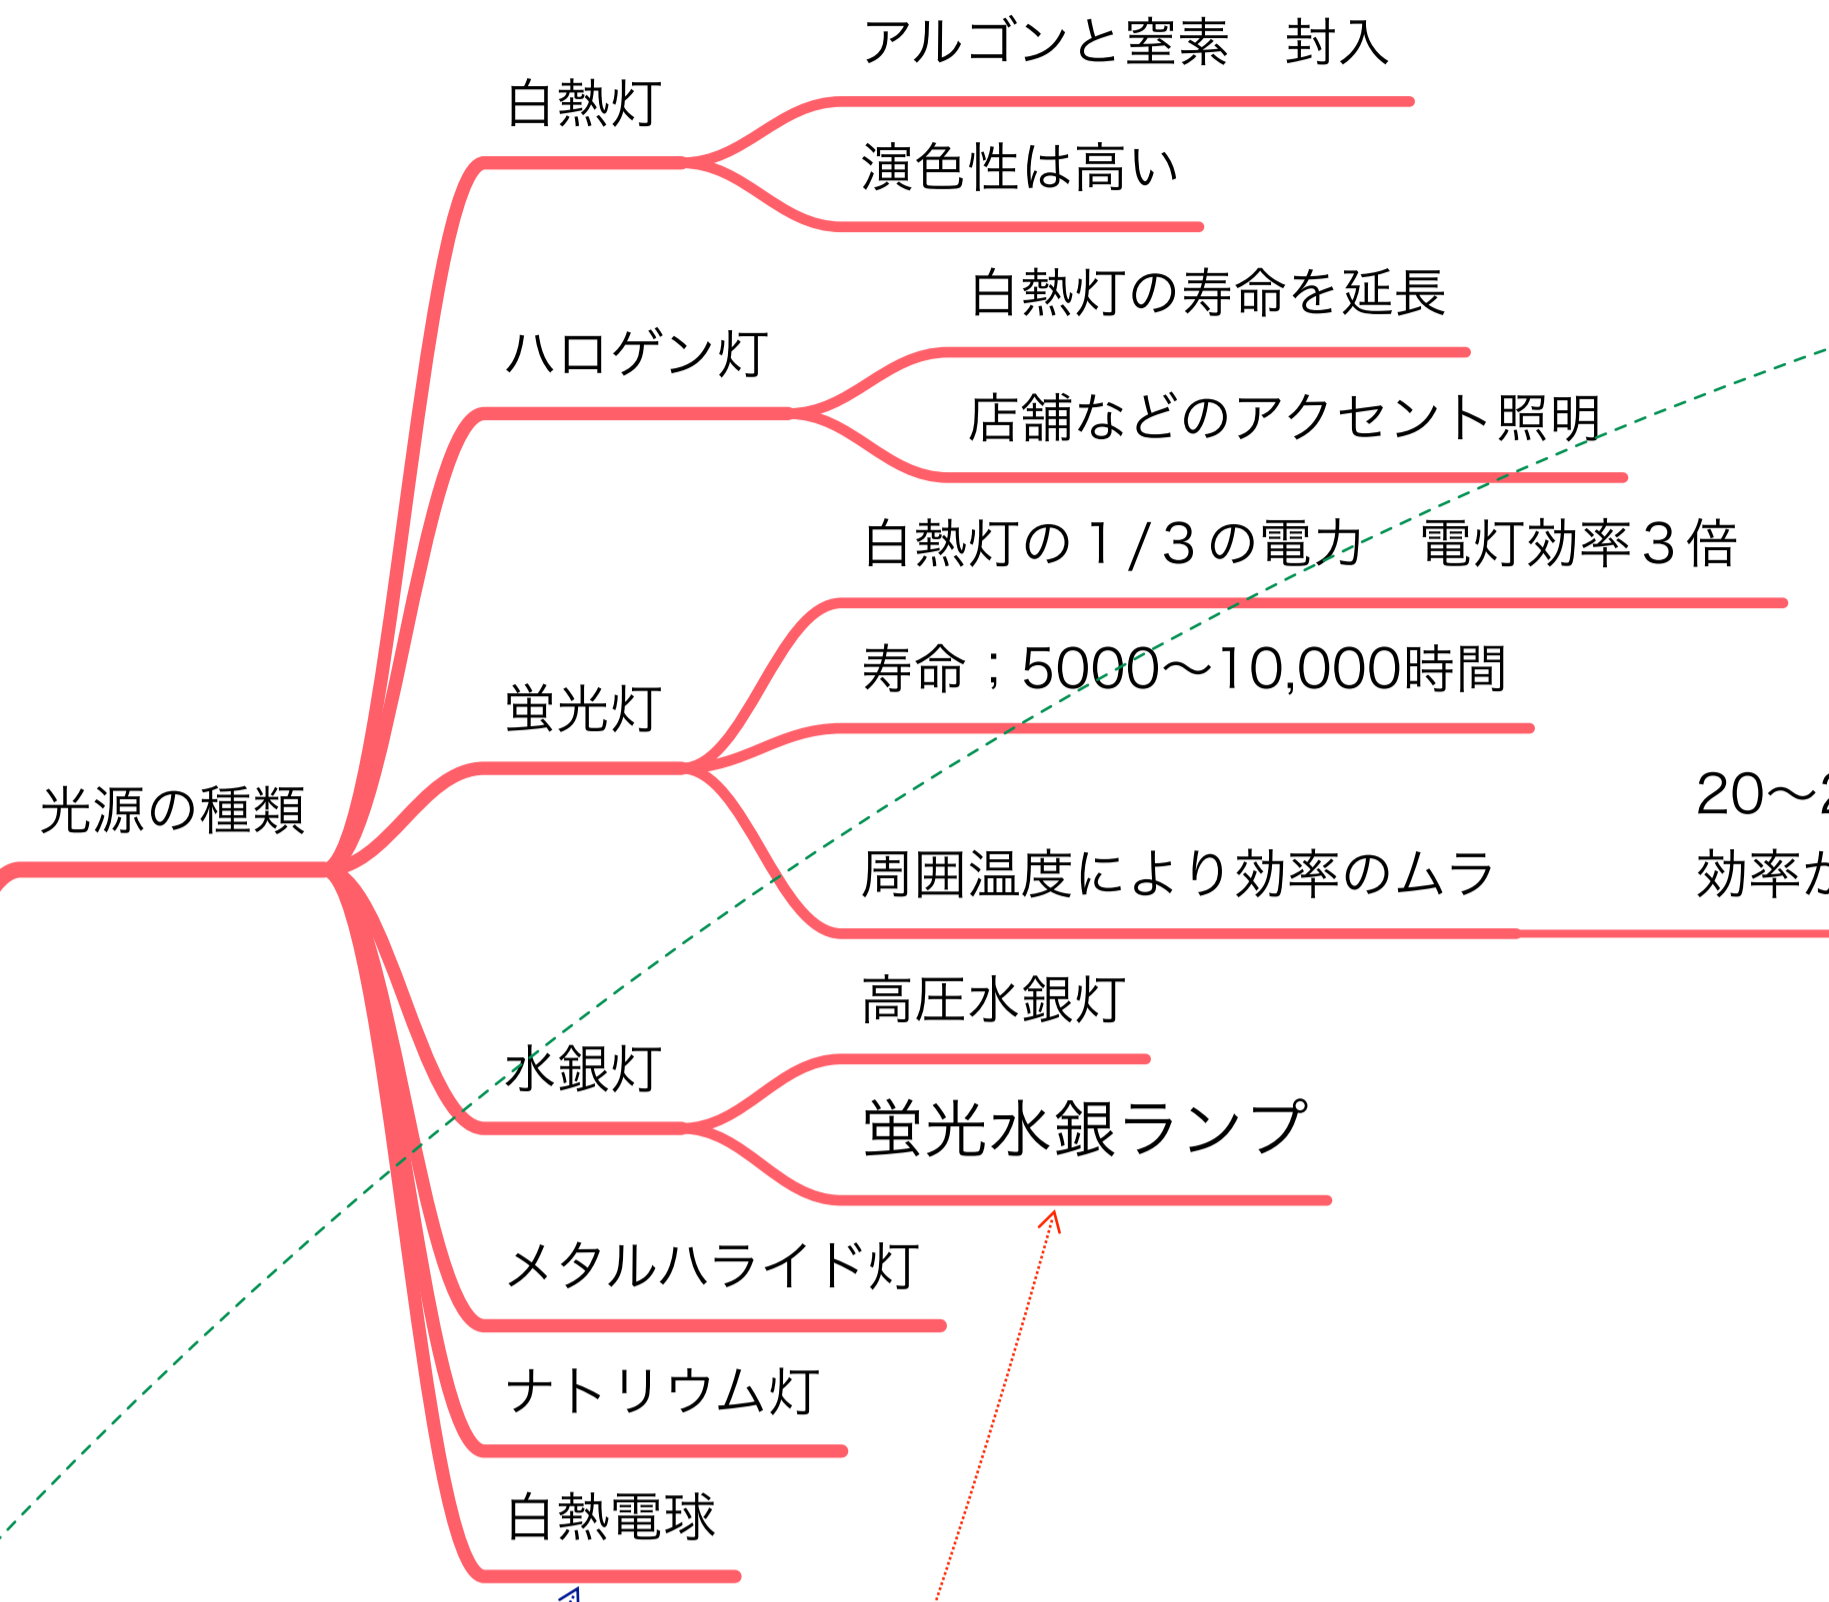 アルゴンと窒素　封入
白熱灯
演色性は高い
白熱灯の寿命を延長
ハロゲン灯
店舗などのアクセント照明
白熱灯の１/３の電力　電灯効率３倍
寿命；5000〜10,000時間
蛍光灯
光源の種類
20〜
周囲温度により効率のムラ
効率
高圧水銀灯
水銀灯
蛍光水銀ランプ
メタルハライド灯
ナトリウム灯
白熱電球